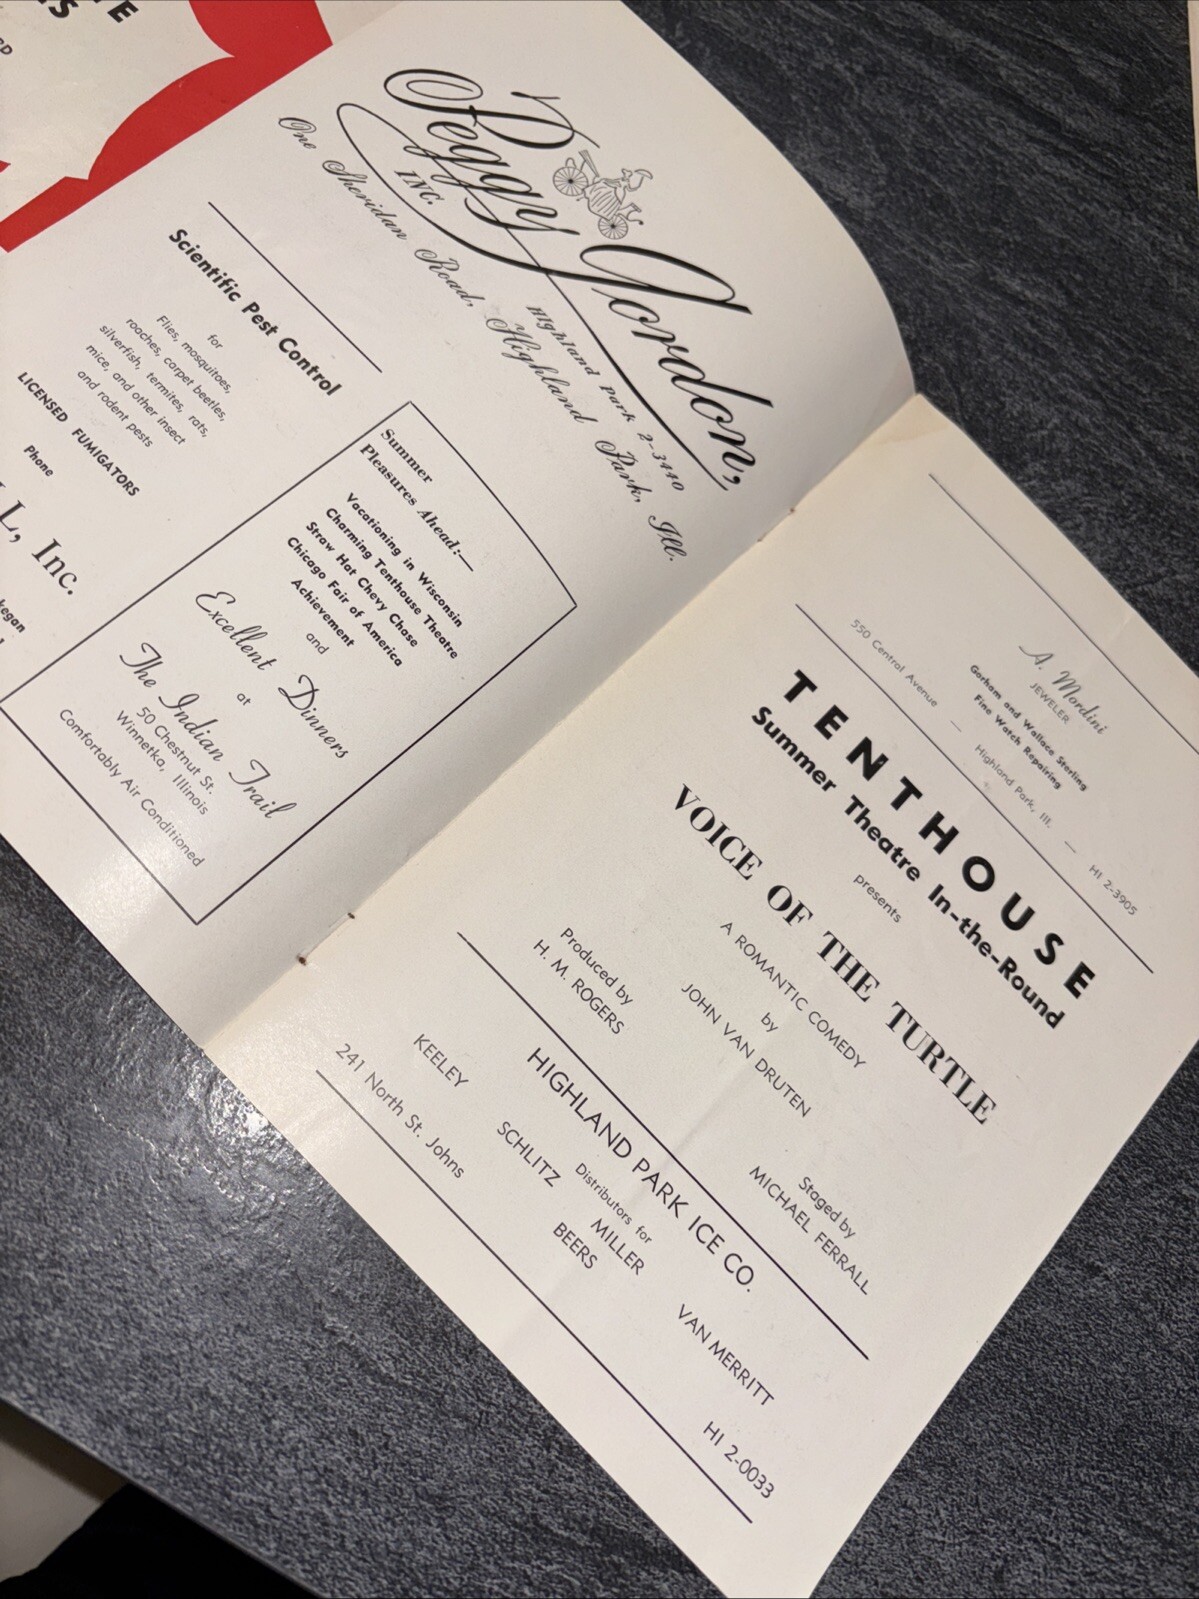 Peggy Jordon,
INC.
Highland Park 2-3440
One Sheridan Road, Highland Park, Ill.
Scientific Pest Control
for
Flies, mosquitoes,
roaches, carpet beetles,
silverfish, termites, rats,
mice, and other insect
and rodent pests
LICENSED FUMIGATORS
Phone
L, Inc.
kegan
Summer
Pleasures Ahead:—
Vacationing in Wisconsin
Charming Tenthouse Theatre
Straw Hat Chevy Chase
Chicago Fair of America
Achievement
and
Excellent Dinners
at
The Indian Trail
50 Chestnut St.
Winnetka, Illinois
Comfortably Air Conditioned
A. Mordini
JEWELER
Gorham and Wallace Sterling
Fine Watch Repairing
550 Central Avenue — Highland Park, Ill. — HI 2-3905
TENTHOUSE
Summer Theatre In-the-Round
presents
VOICE OF THE TURTLE
A ROMANTIC COMEDY
by
JOHN VAN DRUTEN
Produced by
H. M. ROGERS
Staged by
MICHAEL FERRALL
HIGHLAND PARK ICE CO.
Distributors for
KEELEY SCHLITZ MILLER VAN MERRITT
BEERS
241 North St. Johns HI 2-0033